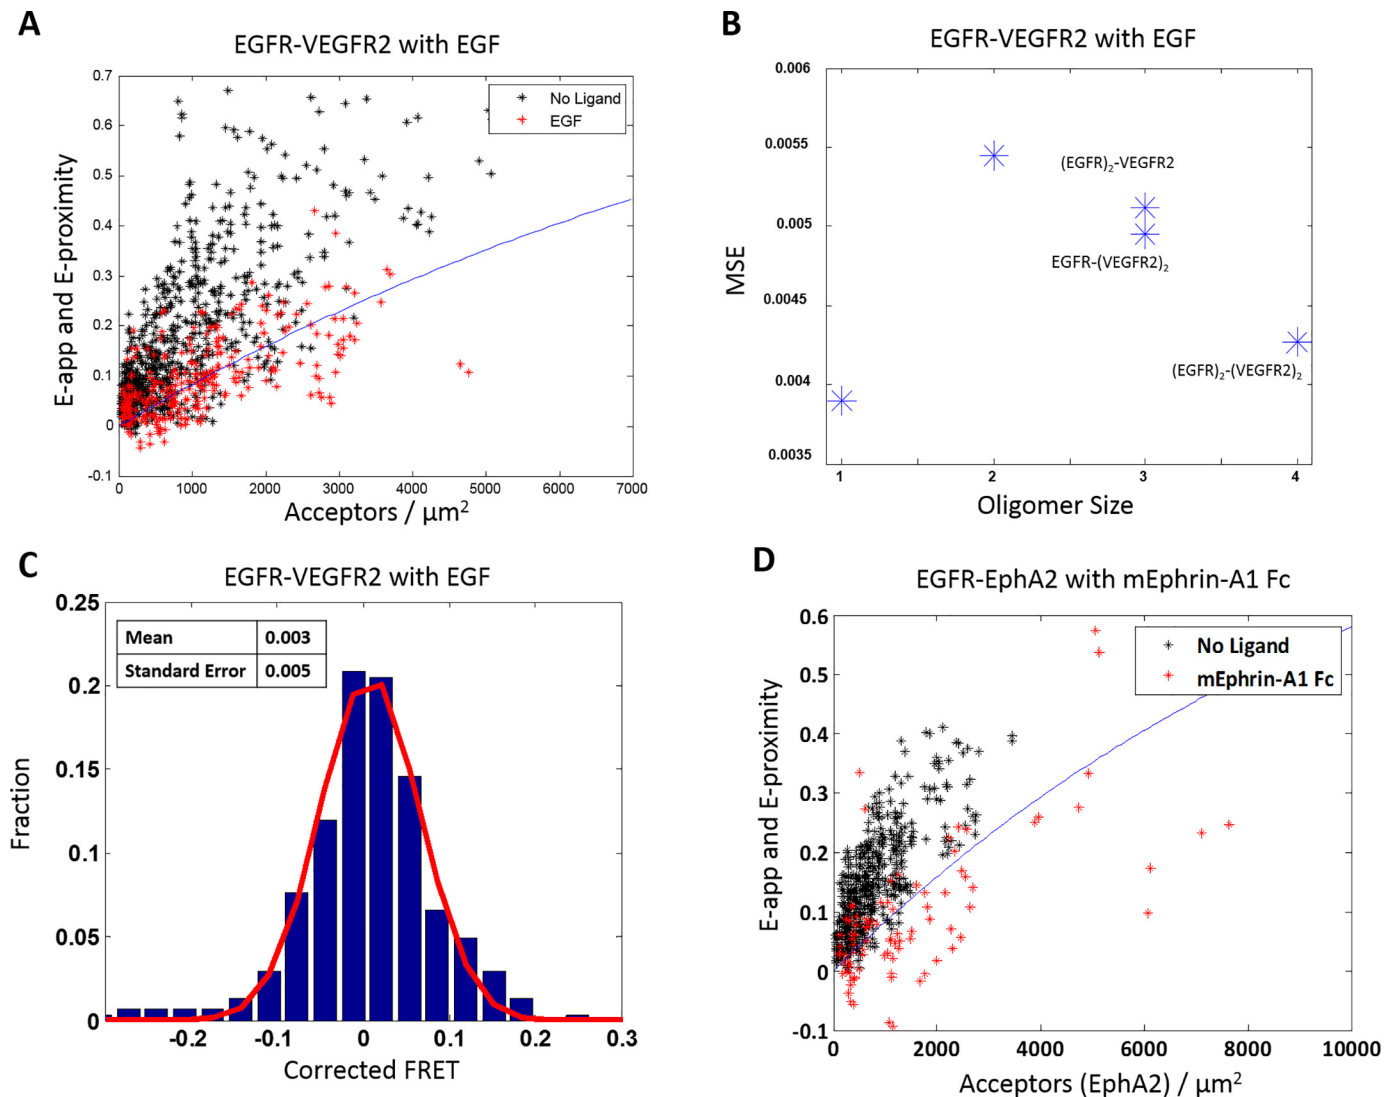 A
EGFR-VEGFR2 with EGF
E-app and E-proximity
0.7
0.6
0.5
0.4
0.3
0.2
0.1
0
-0.1
No Ligand
EGF
0 1000 2000 3000 4000 5000 6000 7000
Acceptors / μm²
B
EGFR-VEGFR2 with EGF
MSE
0.006
0.0055
0.005
0.0045
0.004
0.0035
(EGFR)₂-VEGFR2
EGFR-(VEGFR2)₂
(EGFR)₂-(VEGFR2)₂
1 2 3 4
Oligomer Size
C
EGFR-VEGFR2 with EGF
Fraction
0.25
0.2
0.15
0.1
0.05
0
Mean 0.003
Standard Error 0.005
-0.2 -0.1 0 0.1 0.2 0.3
Corrected FRET
D
EGFR-EphA2 with mEphrin-A1 Fc
E-app and E-proximity
0.6
0.5
0.4
0.3
0.2
0.1
0
-0.1
No Ligand
mEphrin-A1 Fc
0 2000 4000 6000 8000 10000
Acceptors (EphA2) / μm²